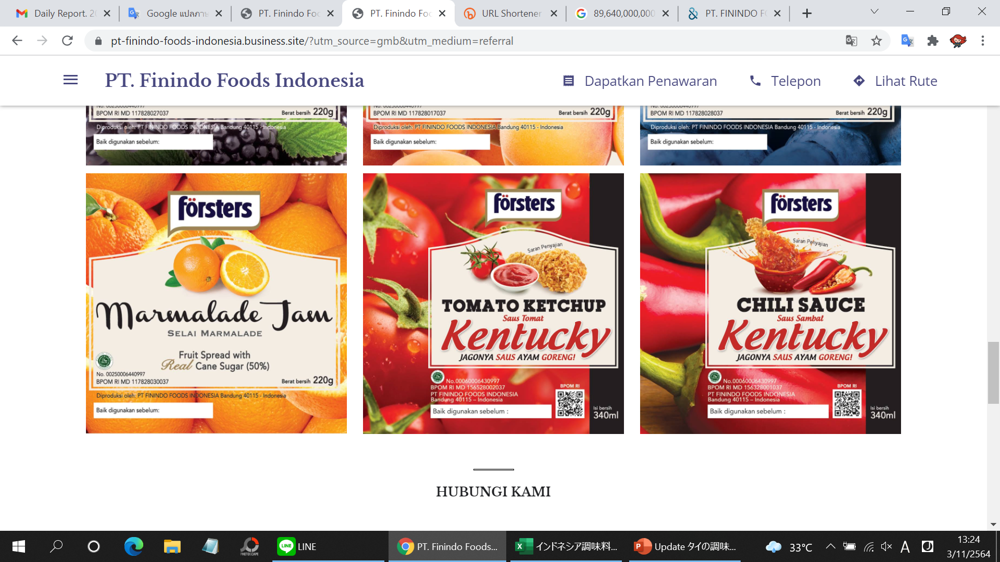 Daily Report. 2
Google แปลภาษ
PT. Finindo Foo
PT. Finindo Foo
URL Shortener
89,640,000,000
PT. FININDO FO
pt-finindo-foods-indonesia.business.site/?utm_source=gmb&utm_medium=referral
PT. Finindo Foods Indonesia
Dapatkan Penawaran
Telepon
Lihat Rute
BPOM RI MD 117828027037
Berat bersih 220g
Diproduksi oleh: PT FININDO FOODS INDONESIA Bandung 40115 - Indonesia
Baik digunakan sebelum:
BPOM RI MD 117828017037
Berat bersih 220g
Diproduksi oleh: PT FININDO FOODS INDONESIA Bandung 40115 - Indonesia
Baik digunakan sebelum:
BPOM RI MD 117828028037
Berat bersih 220g
Diproduksi oleh: PT FININDO FOODS INDONESIA Bandung 40115 - Indonesia
Baik digunakan sebelum:
försters
Marmalade Jam
SELAI MARMALADE
Fruit Spread with
Real Cane Sugar (50%)
No. 00250006440997
BPOM RI MD 117828030037
Berat bersih 220g
Diproduksi oleh: PT FININDO FOODS INDONESIA Bandung 40115 - Indonesia
Baik digunakan sebelum:
försters
Saran Penyajian
TOMATO KETCHUP
Saus Tomat
Kentucky
JAGONYA SAUS AYAM GORENG!
No.00060006430997
BPOM RI MD 156528002037
PT FININDO FOODS INDONESIA
Bandung 40115 – Indonesia
Baik digunakan sebelum :
BPOM RI
Isi bersih
340ml
försters
Saran Penyajian
CHILI SAUCE
Saus Sambal
Kentucky
JAGONYA SAUS AYAM GORENG!
No.00060006430997
BPOM RI MD 156328001037
PT FININDO FOODS INDONESIA
Bandung 40115 – Indonesia
Baik digunakan sebelum :
BPOM RI
Isi bersih
340ml
HUBUNGI KAMI
PHOTOSCAPE
LINE
LINE
PT. Finindo Foods...
インドネシア調味料...
Update タイの調味...
33°C
A
13:24
3/11/2564